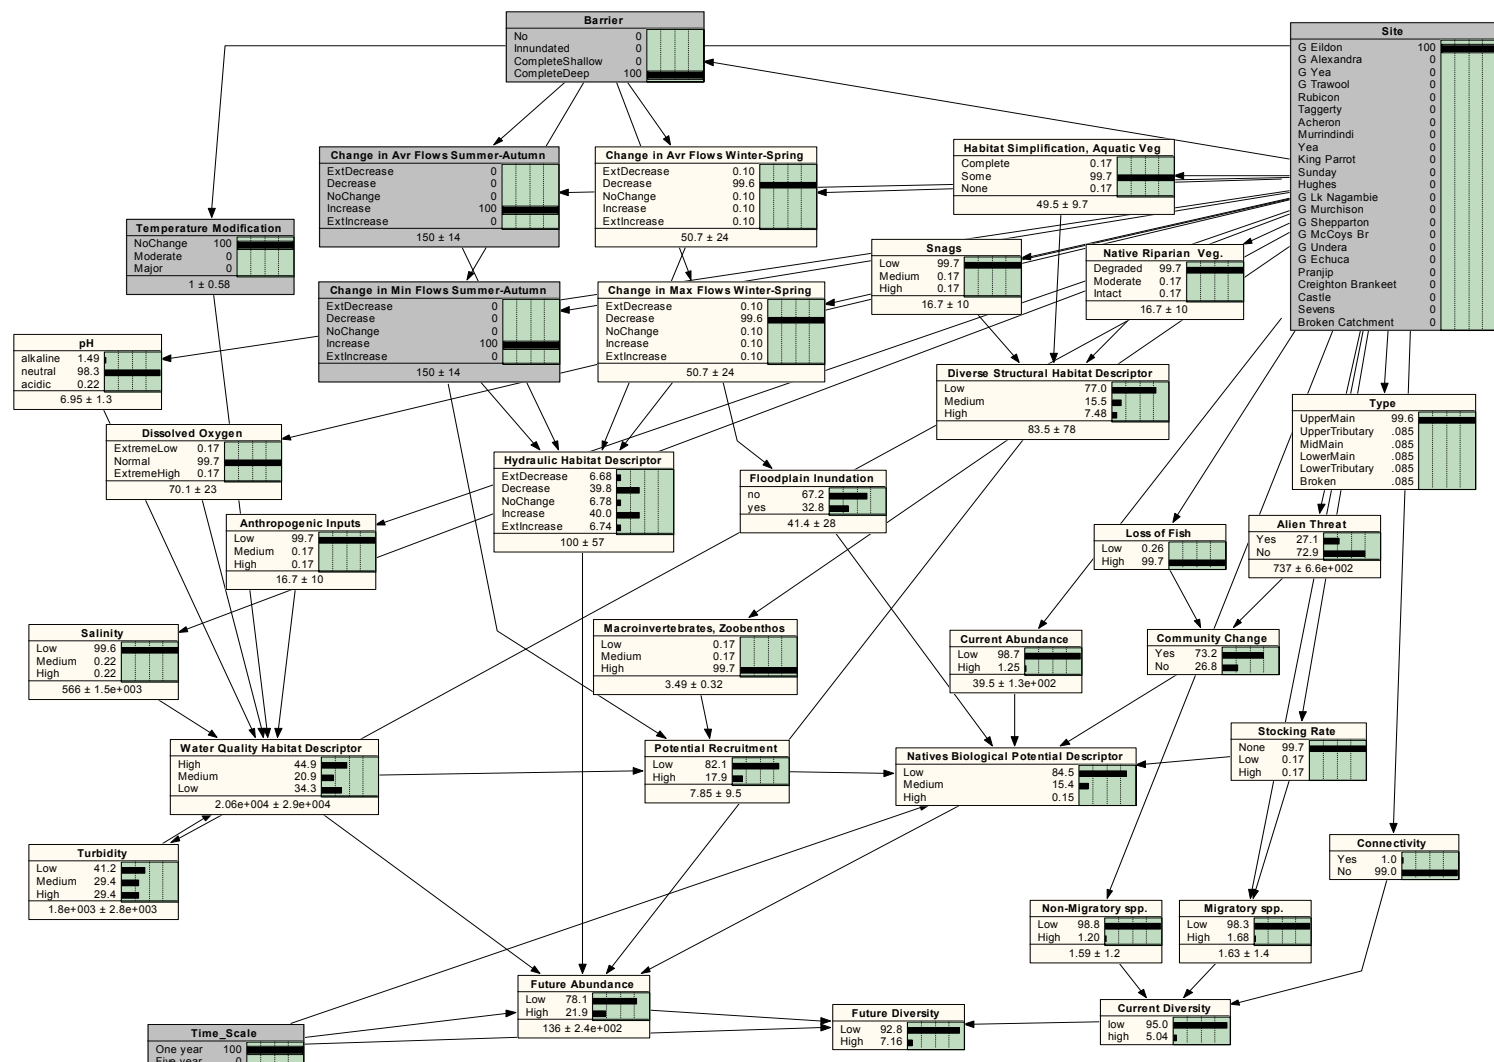 Barrier
No 0
Innundated 0
CompleteShallow 0
CompleteDeep 100
Site
G Eildon 100
G Alexandra 0
G Yea 0
G Trawool 0
Rubicon 0
Taggerty 0
Acheron 0
Murrindindi 0
Yea 0
King Parrot 0
Sunday 0
Hughes 0
G Lk Nagambie 0
G Murchison 0
G Shepparton 0
G McCoys Br 0
G Undera 0
G Echuca 0
Pranjip 0
Creighton Brankeet 0
Castle 0
Sevens 0
Broken Catchment 0
Change in Avr Flows Summer-Autumn
ExtDecrease 0
Decrease 0
NoChange 0
Increase 100
ExtIncrease 0
150 ± 14
Change in Avr Flows Winter-Spring
ExtDecrease 0.10
Decrease 99.6
NoChange 0.10
Increase 0.10
ExtIncrease 0.10
50.7 ± 24
Habitat Simplification, Aquatic Veg
Complete 0.17
Some 99.7
None 0.17
49.5 ± 9.7
Temperature Modification
NoChange 100
Moderate 0
Major 0
1 ± 0.58
Snags
Low 99.7
Medium 0.17
High 0.17
16.7 ± 10
Native Riparian Veg.
Degraded 99.7
Moderate 0.17
Intact 0.17
16.7 ± 10
Change in Min Flows Summer-Autumn
ExtDecrease 0
Decrease 0
NoChange 0
Increase 100
ExtIncrease 0
150 ± 14
Change in Max Flows Winter-Spring
ExtDecrease 0.10
Decrease 99.6
NoChange 0.10
Increase 0.10
ExtIncrease 0.10
50.7 ± 24
pH
alkaline 1.49
neutral 98.3
acidic 0.22
6.95 ± 1.3
Diverse Structural Habitat Descriptor
Low 77.0
Medium 15.5
High 7.48
83.5 ± 78
Type
UpperMain 99.6
UpperTributary .085
MidMain .085
LowerMain .085
LowerTributary .085
Broken .085
Dissolved Oxygen
ExtremeLow 0.17
Normal 99.7
ExtremeHigh 0.17
70.1 ± 23
Hydraulic Habitat Descriptor
ExtDecrease 6.68
Decrease 39.8
NoChange 6.78
Increase 40.0
ExtIncrease 6.74
100 ± 57
Floodplain Inundation
no 67.2
yes 32.8
41.4 ± 28
Anthropogenic Inputs
Low 99.7
Medium 0.17
High 0.17
16.7 ± 10
Loss of Fish
Low 0.26
High 99.7
Alien Threat
Yes 27.1
No 72.9
737 ± 6.6e+002
Salinity
Low 99.6
Medium 0.22
High 0.22
566 ± 1.5e+003
Macroinvertebrates, Zoobenthos
Low 0.17
Medium 0.17
High 99.7
3.49 ± 0.32
Current Abundance
Low 98.7
High 1.25
39.5 ± 1.3e+002
Community Change
Yes 73.2
No 26.8
Water Quality Habitat Descriptor
High 44.9
Medium 20.9
Low 34.3
2.06e+004 ± 2.9e+004
Potential Recruitment
Low 82.1
High 17.9
7.85 ± 9.5
Natives Biological Potential Descriptor
Low 84.5
Medium 15.4
High 0.15
Stocking Rate
None 99.7
Low 0.17
High 0.17
Turbidity
Low 41.2
Medium 29.4
High 29.4
1.8e+003 ± 2.8e+003
Connectivity
Yes 1.0
No 99.0
Non-Migratory spp.
Low 98.8
High 1.20
1.59 ± 1.2
Migratory spp.
Low 98.3
High 1.68
1.63 ± 1.4
Future Abundance
Low 78.1
High 21.9
136 ± 2.4e+002
Future Diversity
Low 92.8
High 7.16
Current Diversity
low 95.0
high 5.04
Time_Scale
One year 100
Five year 0